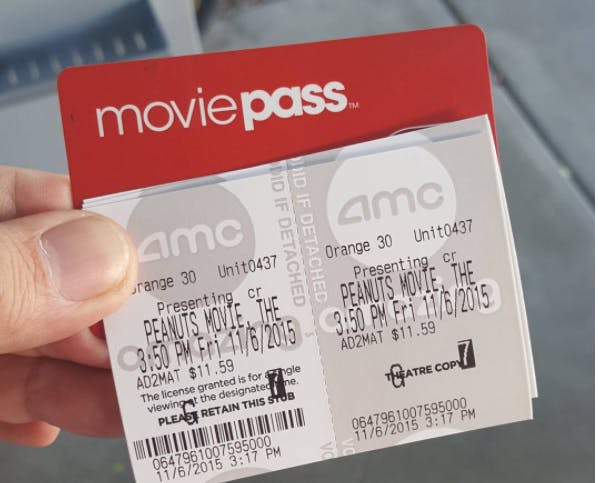 moviepass™
amc
Orange 30 Unit0437
Presenting cr
PEANUTS MOVIE, THE
3:50 PM Fri 11/6/2015
AD2MAT $11.59
The license granted is for a single
viewing at the designated time.
PLEASE RETAIN THIS STUB
G 7
0647961007595000
11/6/2015 3:17 PM
VOID IF DETACHED
VOID IF DETACHED
amc
Orange 30 Unit0437
Presenting cr
PEANUTS MOVIE, THE
3:50 PM Fri 11/6/2015
AD2MAT $11.59
THEATRE COPY
G 7
0647961007595000
11/6/2015 3:17 PM